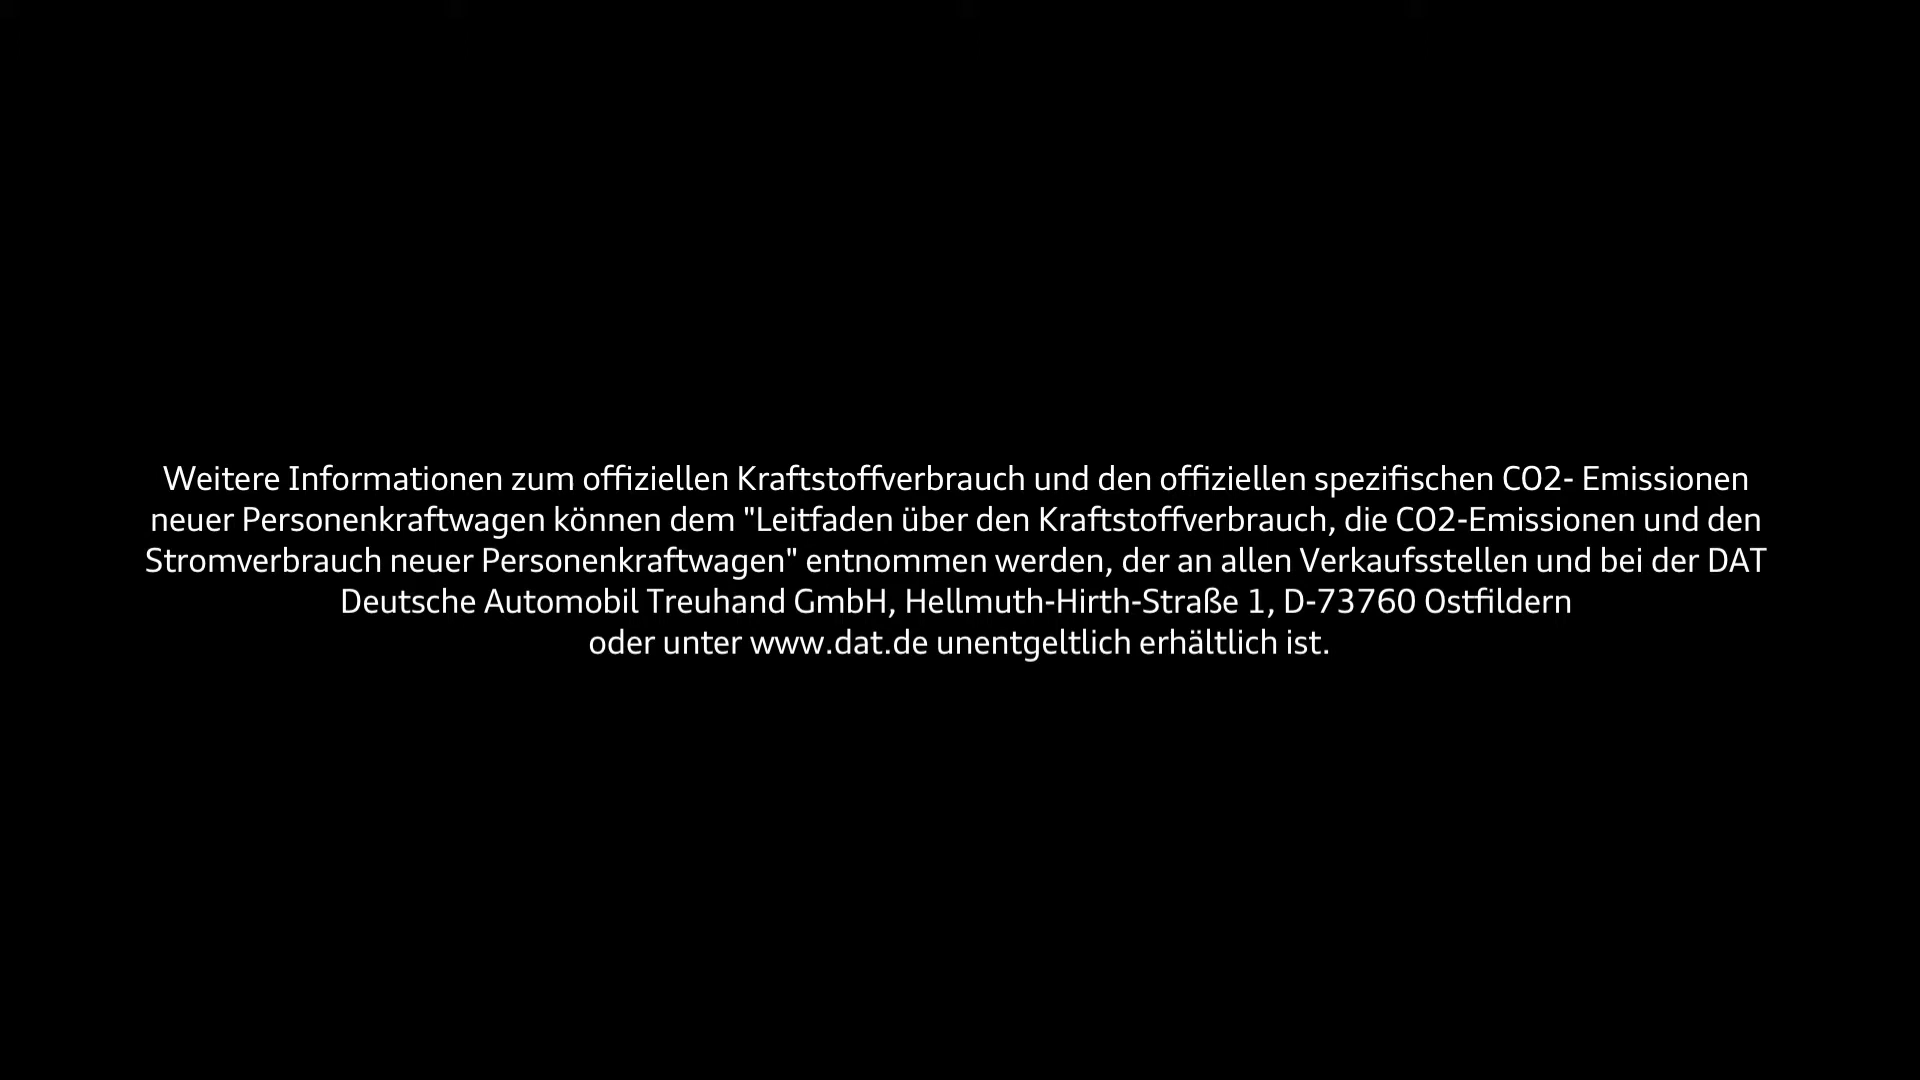 Weitere Informationen zum offiziellen Kraftstoffverbrauch und den offiziellen spezifischen CO2- Emissionen
neuer Personenkraftwagen können dem "Leitfaden über den Kraftstoffverbrauch, die CO2-Emissionen und den
Stromverbrauch neuer Personenkraftwagen" entnommen werden, der an allen Verkaufsstellen und bei der DAT
Deutsche Automobil Treuhand GmbH, Hellmuth-Hirth-Straße 1, D-73760 Ostfildern
oder unter www.dat.de unentgeltlich erhältlich ist.